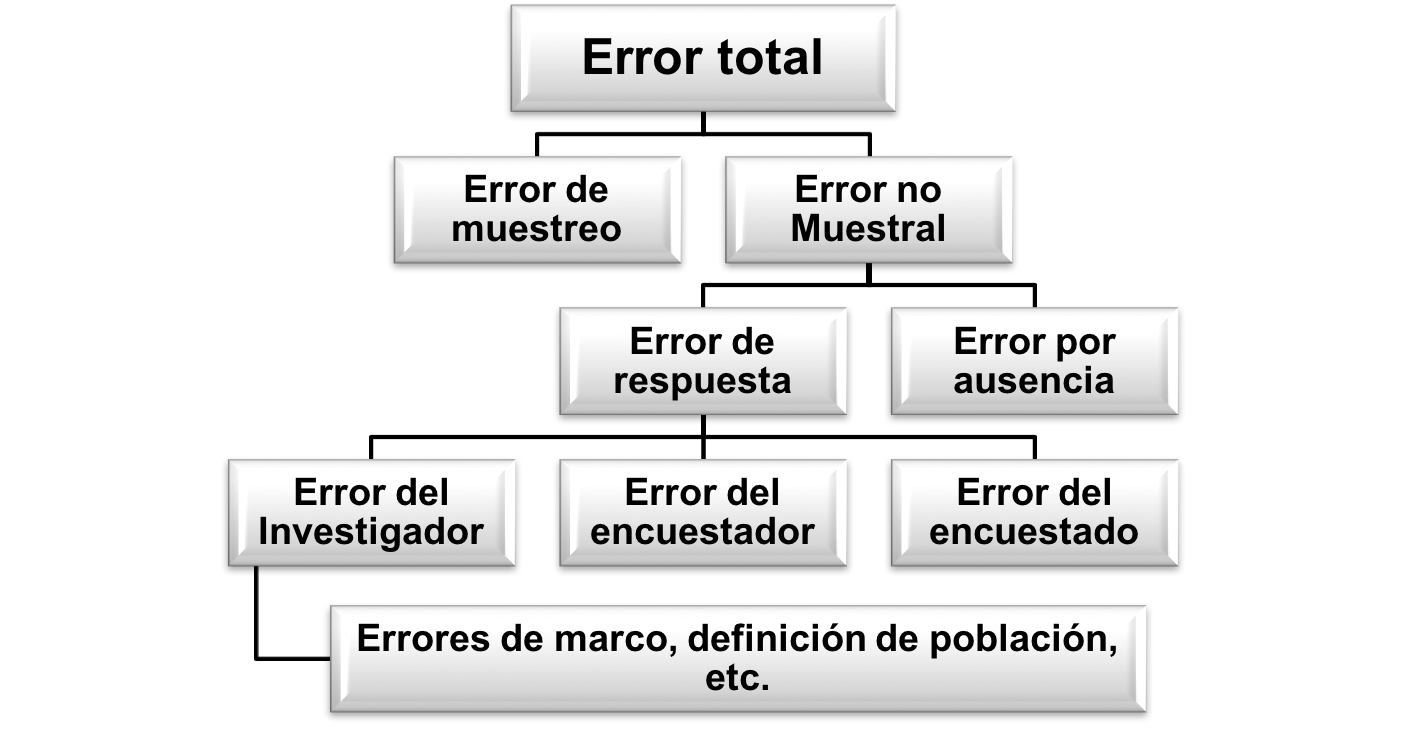 Error total
Error de
muestreo
Error no
Muestral
Error de
respuesta
Error por
ausencia
Error del
Investigador
Error del
encuestador
Error del
encuestado
Errores de marco, definición de población,
etc.